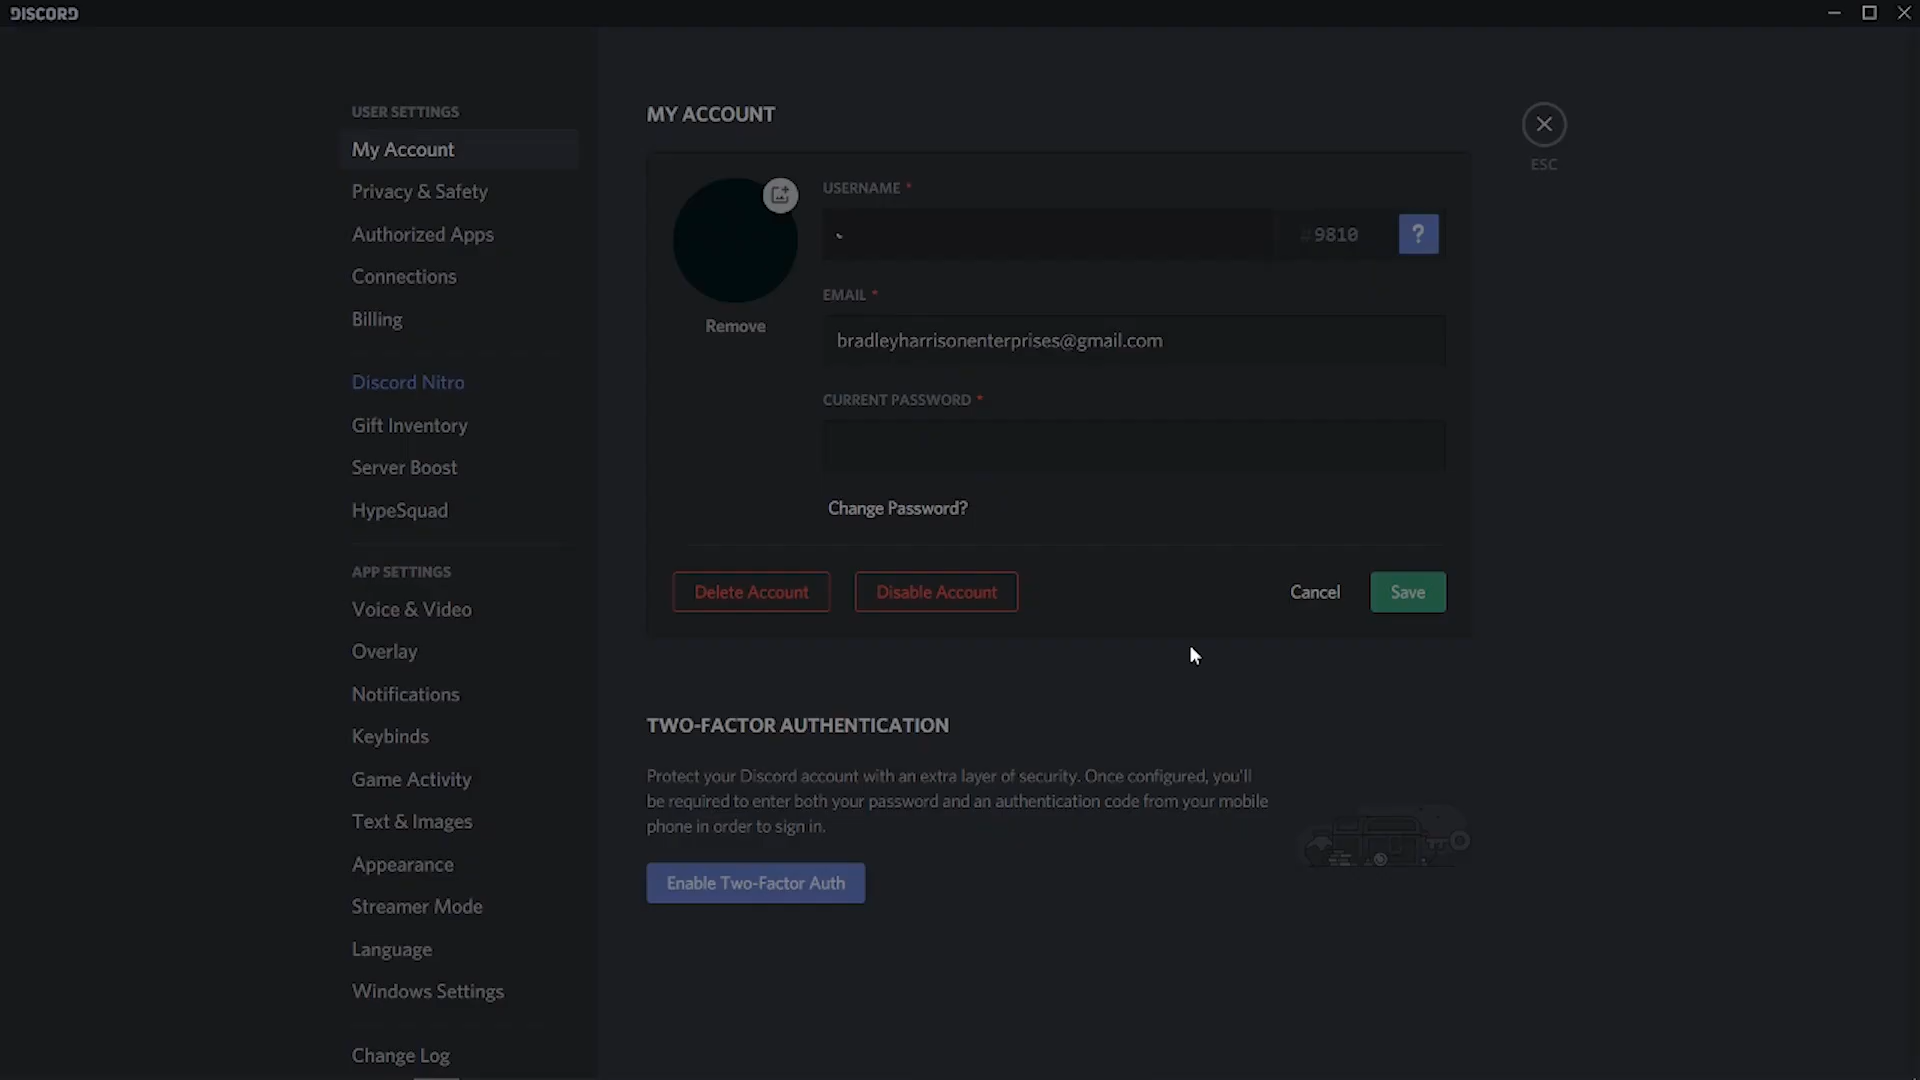 DISCORD
USER SETTINGS
My Account
Privacy & Safety
Authorized Apps
Connections
Billing
Discord Nitro
Gift Inventory
Server Boost
HypeSquad
APP SETTINGS
Voice & Video
Overlay
Notifications
Keybinds
Game Activity
Text & Images
Appearance
Streamer Mode
Language
Windows Settings
Change Log
MY ACCOUNT
ESC
Remove
USERNAME *
#9810
?
EMAIL *
bradleyharrisonenterprises@gmail.com
CURRENT PASSWORD *
Change Password?
Delete Account
Disable Account
Cancel
Save
TWO-FACTOR AUTHENTICATION
Protect your Discord account with an extra layer of security. Once configured, you'll
be required to enter both your password and an authentication code from your mobile
phone in order to sign in.
Enable Two-Factor Auth